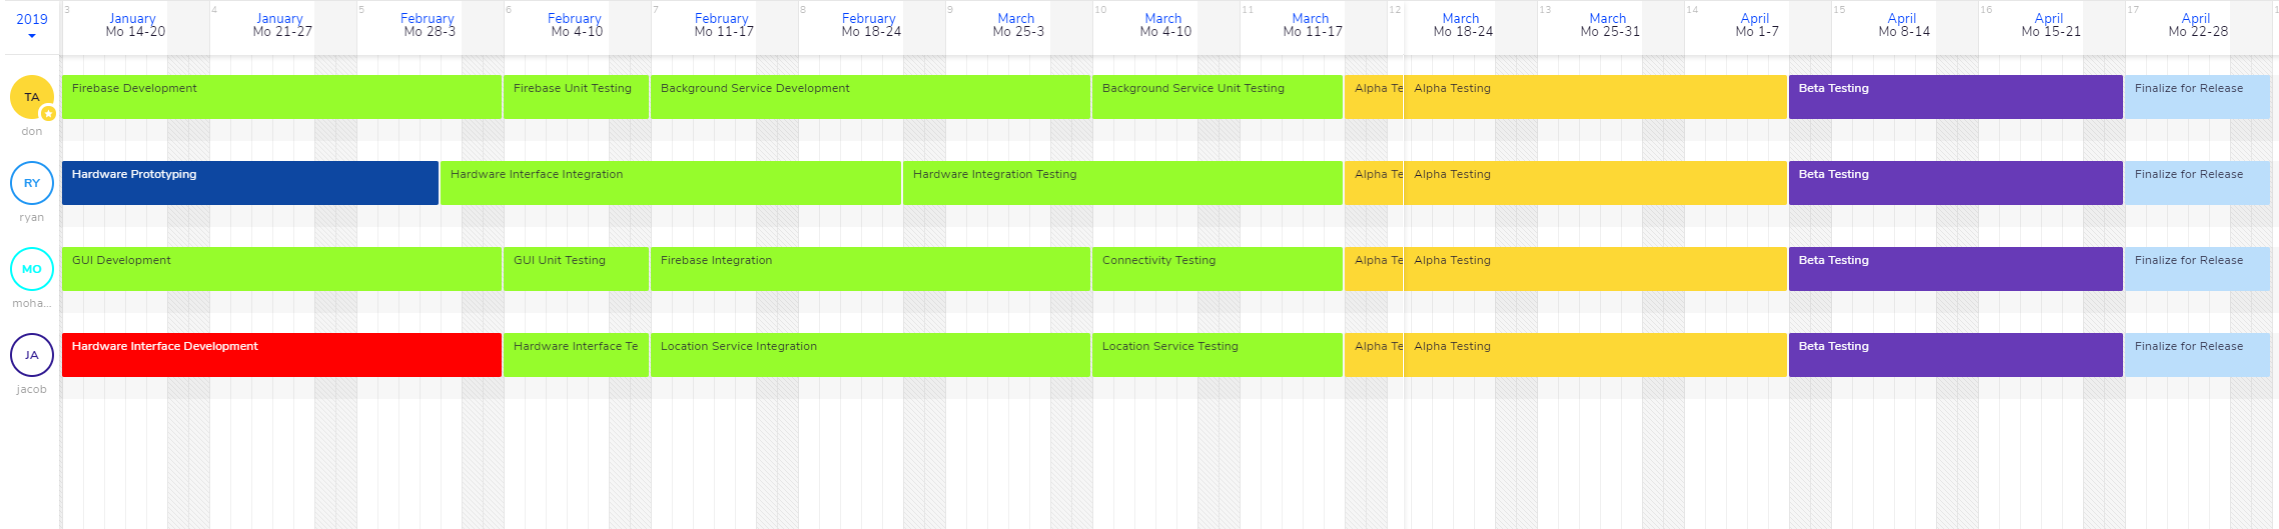 2019
3 4 5 6 7 8 9 10 11 12 13 14 15 16 17 1
January January February February February February March March March March March April April April April
Mo 14-20 Mo 21-27 Mo 28-3 Mo 4-10 Mo 11-17 Mo 18-24 Mo 25-3 Mo 4-10 Mo 11-17 Mo 18-24 Mo 25-31 Mo 1-7 Mo 8-14 Mo 15-21 Mo 22-28
Firebase Development Firebase Unit Testing Background Service Development Background Service Unit Testing Alpha Te Alpha Testing Beta Testing Finalize for Release
TA
don
Hardware Prototyping Hardware Interface Integration Hardware Integration Testing Alpha Te Alpha Testing Beta Testing Finalize for Release
RY
ryan
GUI Development GUI Unit Testing Firebase Integration Connectivity Testing Alpha Te Alpha Testing Beta Testing Finalize for Release
MO
moha...
Hardware Interface Development Hardware Interface Te Location Service Integration Location Service Testing Alpha Te Alpha Testing Beta Testing Finalize for Release
JA
jacob